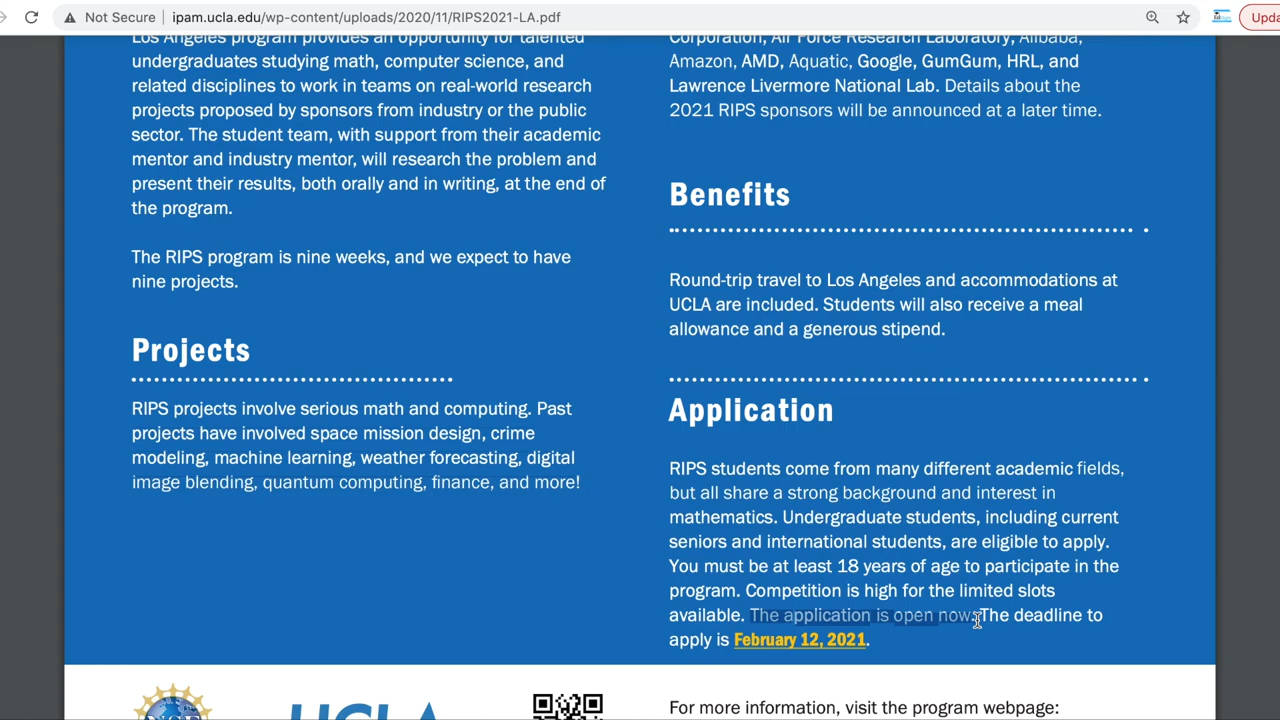 Not Secure
ipam.ucla.edu/wp-content/uploads/2020/11/RIPS2021-LA.pdf
Upda
Los Angeles program provides an opportunity for talented
undergraduates studying math, computer science, and
related disciplines to work in teams on real-world research
projects proposed by sponsors from industry or the public
sector. The student team, with support from their academic
mentor and industry mentor, will research the problem and
present their results, both orally and in writing, at the end of
the program.
The RIPS program is nine weeks, and we expect to have
nine projects.
Projects
RIPS projects involve serious math and computing. Past
projects have involved space mission design, crime
modeling, machine learning, weather forecasting, digital
image blending, quantum computing, finance, and more!
Corporation, Air Force Research Laboratory, Alibaba,
Amazon, AMD, Aquatic, Google, GumGum, HRL, and
Lawrence Livermore National Lab. Details about the
2021 RIPS sponsors will be announced at a later time.
Benefits
Round-trip travel to Los Angeles and accommodations at
UCLA are included. Students will also receive a meal
allowance and a generous stipend.
Application
RIPS students come from many different academic fields,
but all share a strong background and interest in
mathematics. Undergraduate students, including current
seniors and international students, are eligible to apply.
You must be at least 18 years of age to participate in the
program. Competition is high for the limited slots
available. The application is open now. The deadline to
apply is February 12, 2021.
NSF
UCLA
For more information, visit the program webpage: